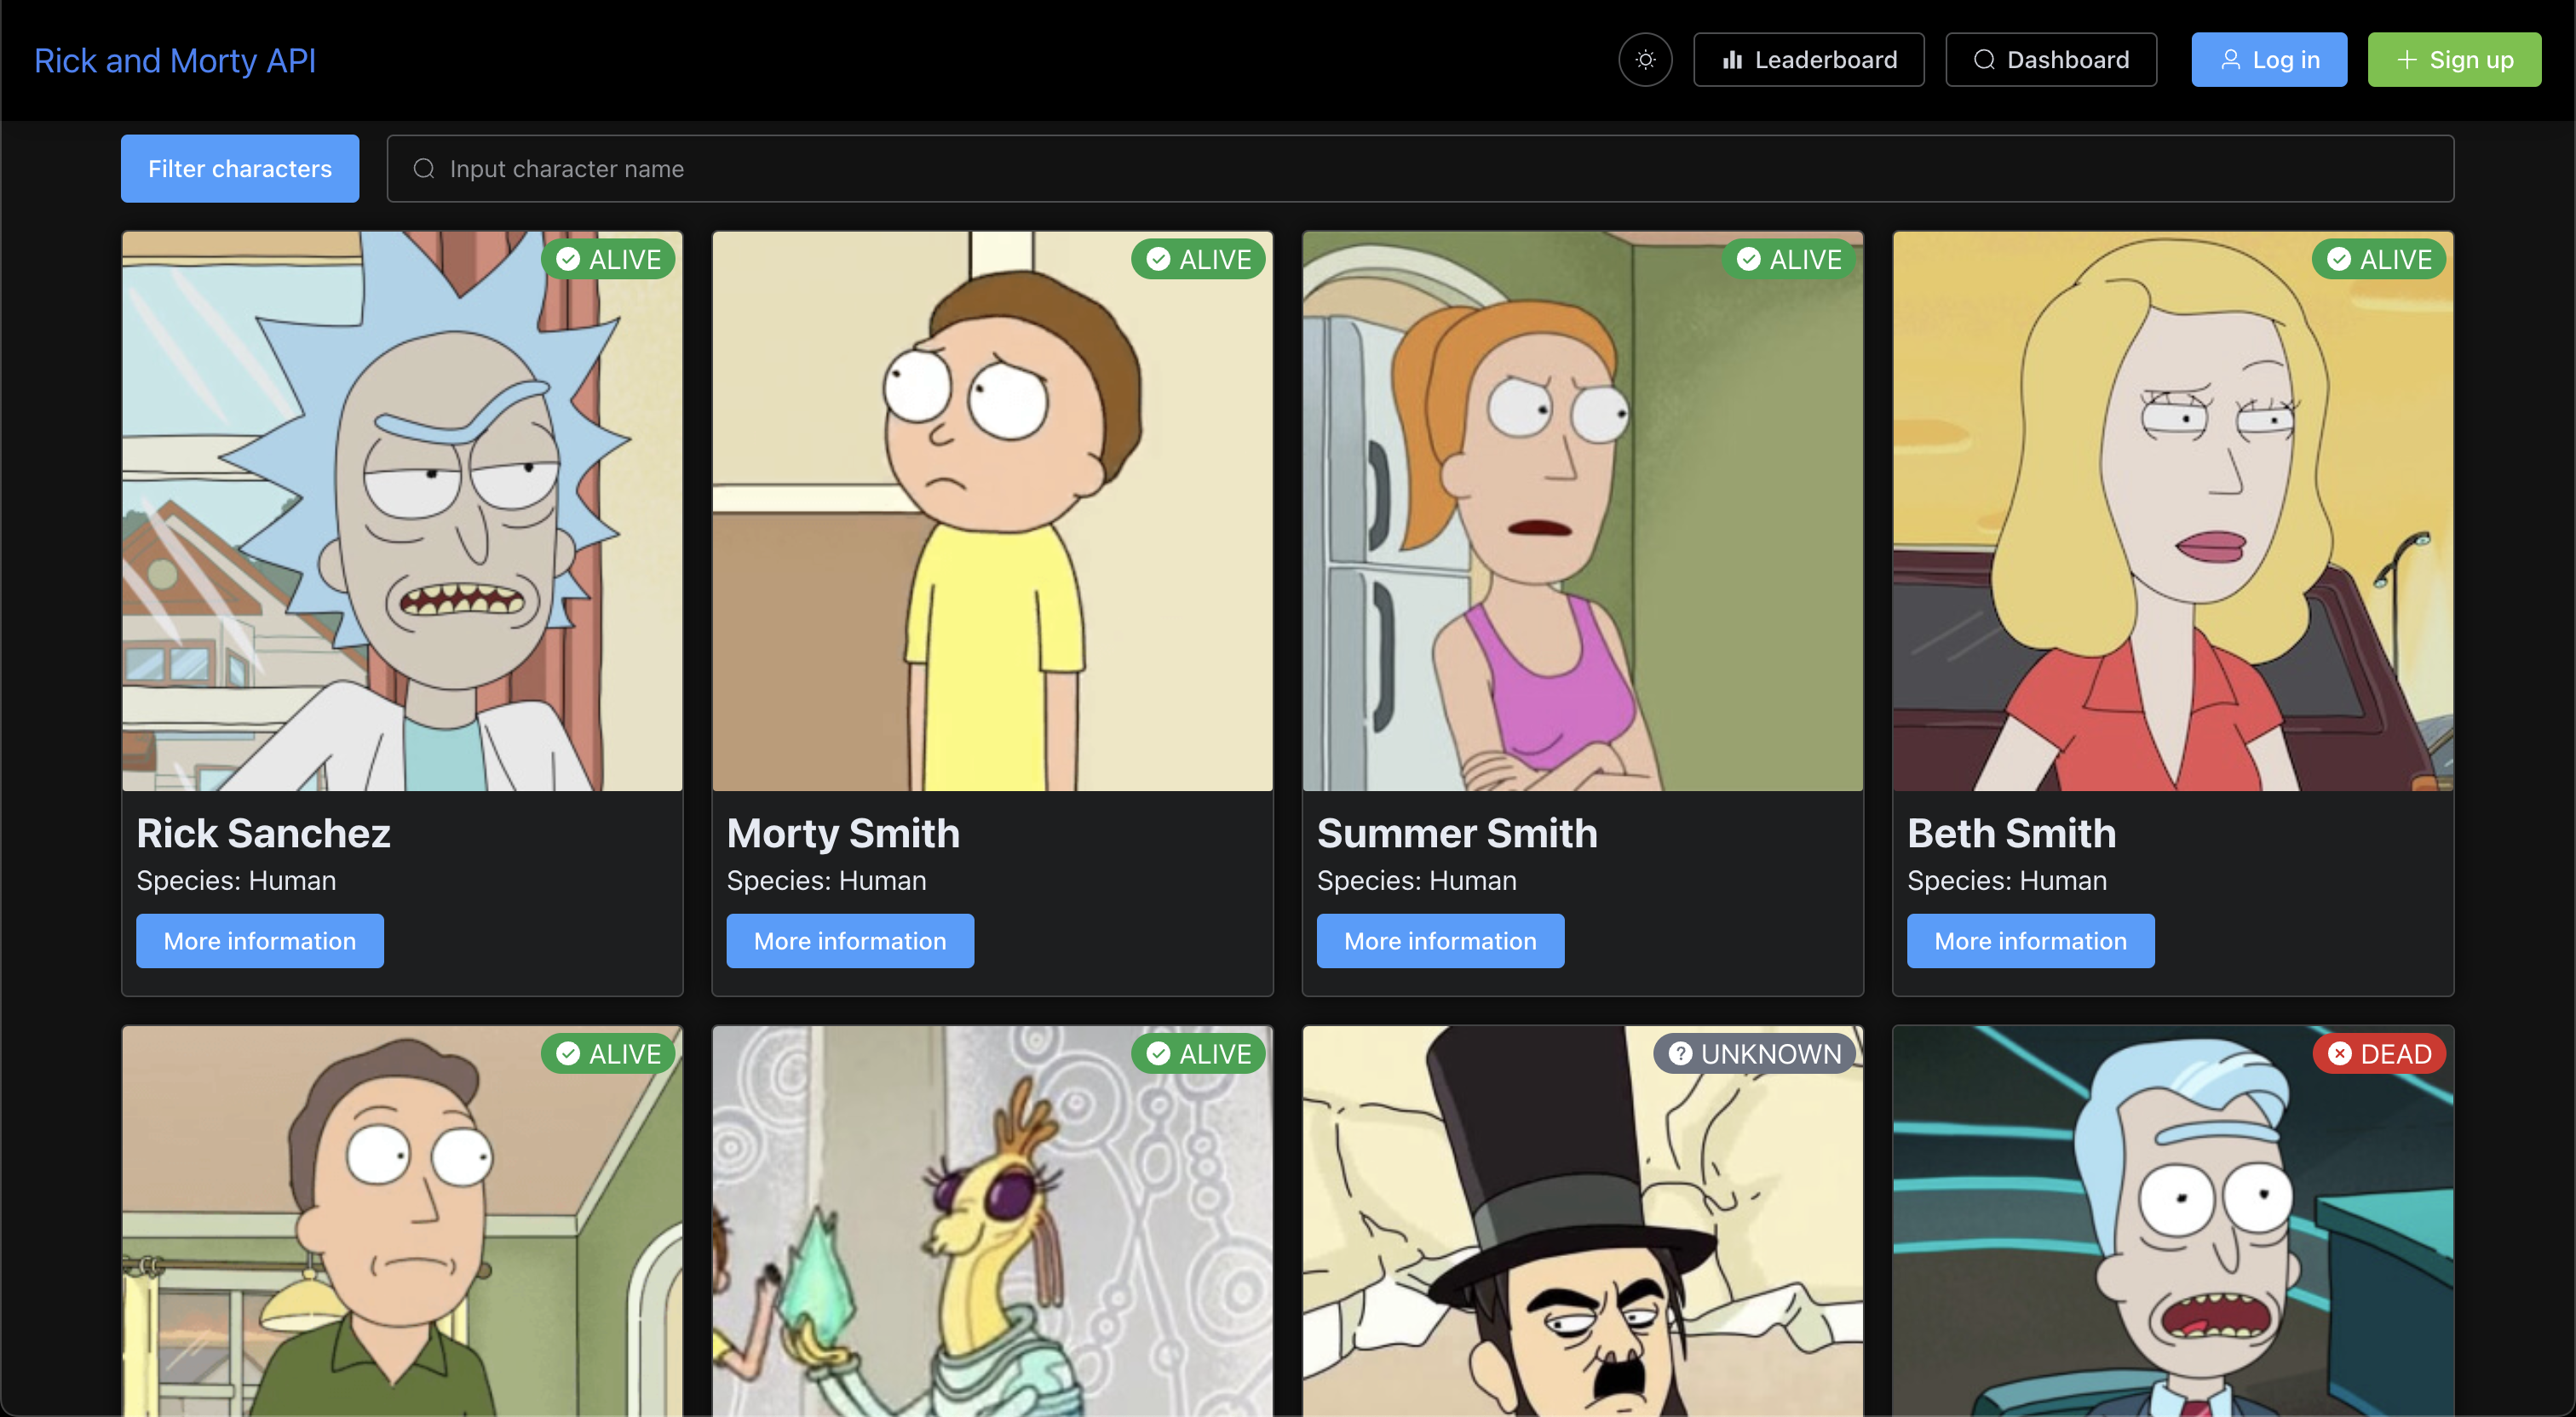 Rick and Morty API
Leaderboard
Dashboard
Log in
Sign up
Filter characters
Input character name
ALIVE
ALIVE
ALIVE
ALIVE
Rick Sanchez
Species: Human
More information
Morty Smith
Species: Human
More information
Summer Smith
Species: Human
More information
Beth Smith
Species: Human
More information
ALIVE
ALIVE
UNKNOWN
DEAD